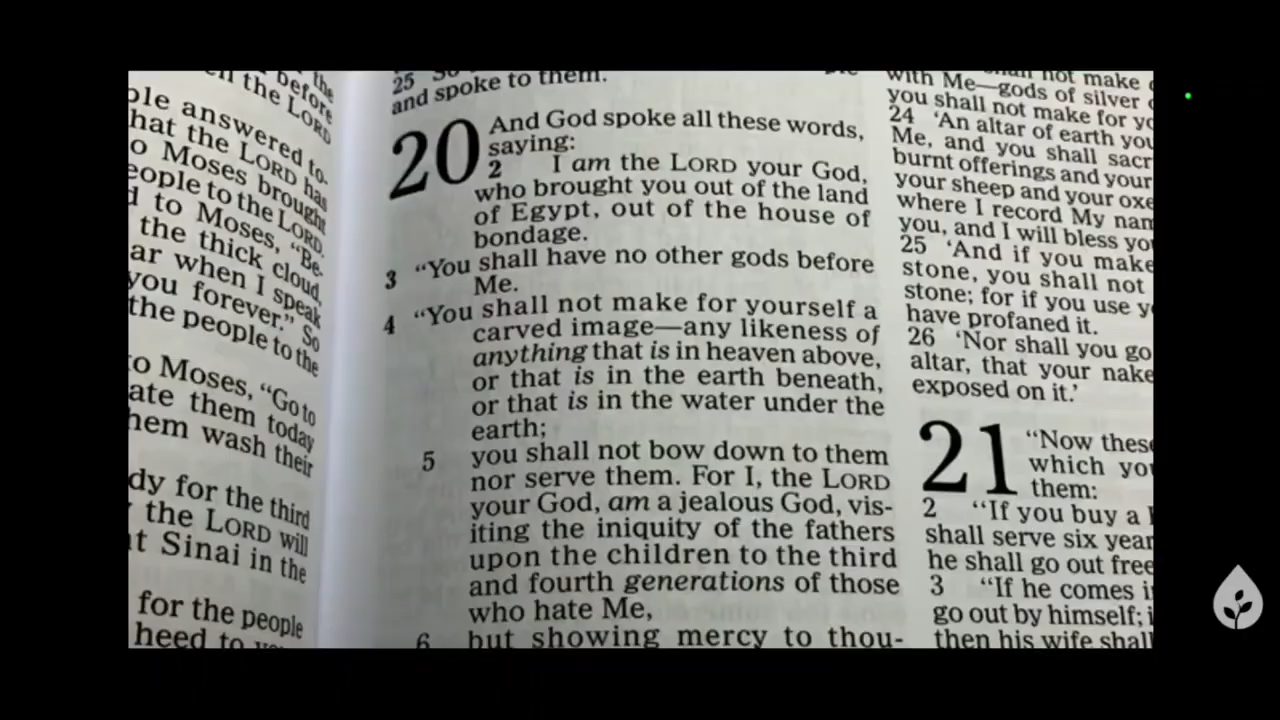 the
before
en the LORD
ple answered to-
hat the LORD has
o Moses brought
eople to the LORD.
d to Moses, "Be-
the thick cloud,
ar when I speak
you forever." So
the people to the
to Moses, "Go to
ate them today
hem wash their
dy for the third
the LORD will
t Sinai in the
for the people
heed to
25 So
and spoke to them.
20 And God spoke all these words,
saying:
2 I am the LORD your God,
who brought you out of the land
of Egypt, out of the house of
bondage.
3 "You shall have no other gods before
Me.
4 "You shall not make for yourself a
carved image—any likeness of
anything that is in heaven above,
or that is in the earth beneath,
or that is in the water under the
earth;
5 you shall not bow down to them
nor serve them. For I, the LORD
your God, am a jealous God, vis-
iting the iniquity of the fathers
upon the children to the third
and fourth generations of those
who hate Me,
6 but showing mercy to thou-
not make
with Me—gods of silver
you shall not make for yo
24 'An altar of earth you
Me, and you shall sacr
burnt offerings and your
your sheep and your oxe
where I record My nam
you, and I will bless yo
25 'And if you make
stone, you shall not
stone; for if you use y
have profaned it.
26 'Nor shall you go
altar, that your nake
exposed on it.'
21 "Now these
which yo
them:
2 "If you buy a
shall serve six year
he shall go out free
3 "If he comes i
go out by himself; i
then his wife shall